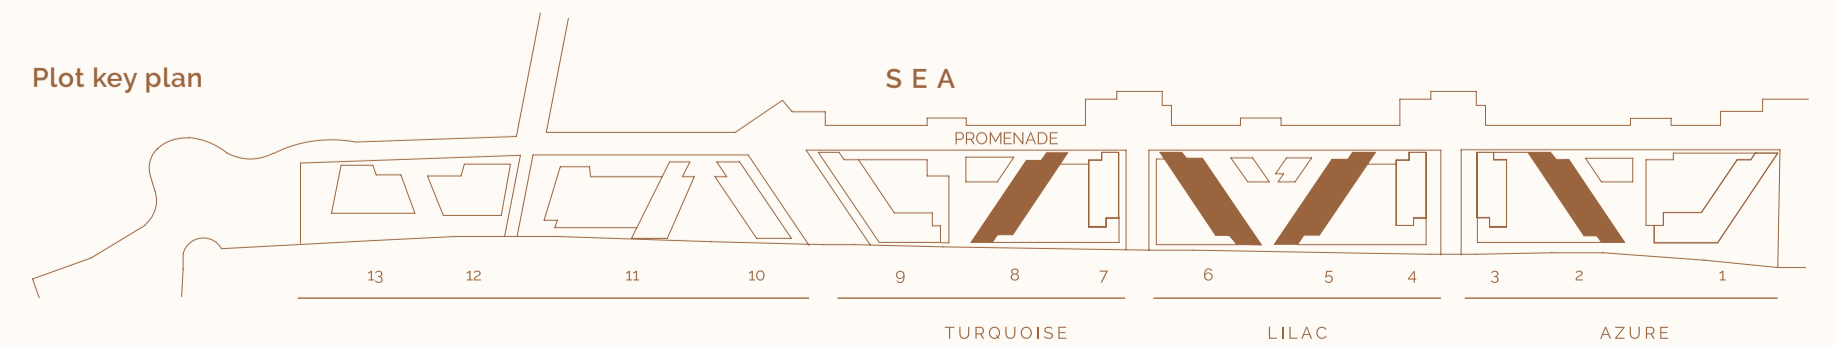 Plot key plan
SEA
PROMENADE
13 12 11 10 9 8 7 6 5 4 3 2 1
TURQUOISE LILAC AZURE